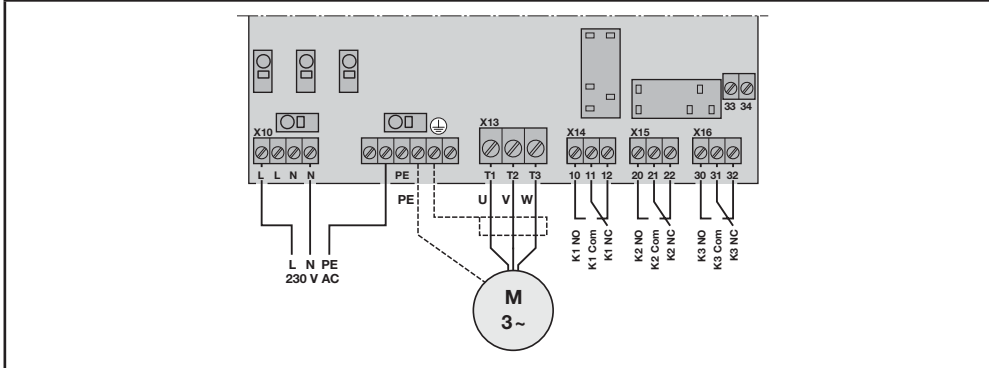 33 34
X10
X13
X14
X15
X16
L L N N
PE
T1 T2 T3
10 11 12
20 21 22
30 31 32
PE
U V W
K1 NO
K1 Com
K1 NC
K2 NO
K2 Com
K2 NC
K3 NO
K3 Com
K3 NC
L N PE
230 V AC
M
3~